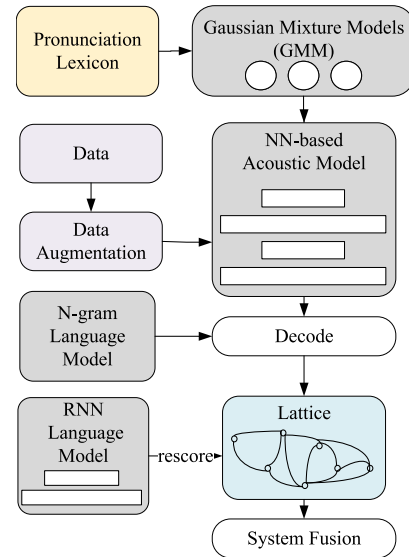 Pronunciation
Lexicon
Gaussian Mixture Models
(GMM)
Data
NN-based
Acoustic Model
Data
Augmentation
N-gram
Language
Model
Decode
RNN
Language
Model
rescore
Lattice
System Fusion